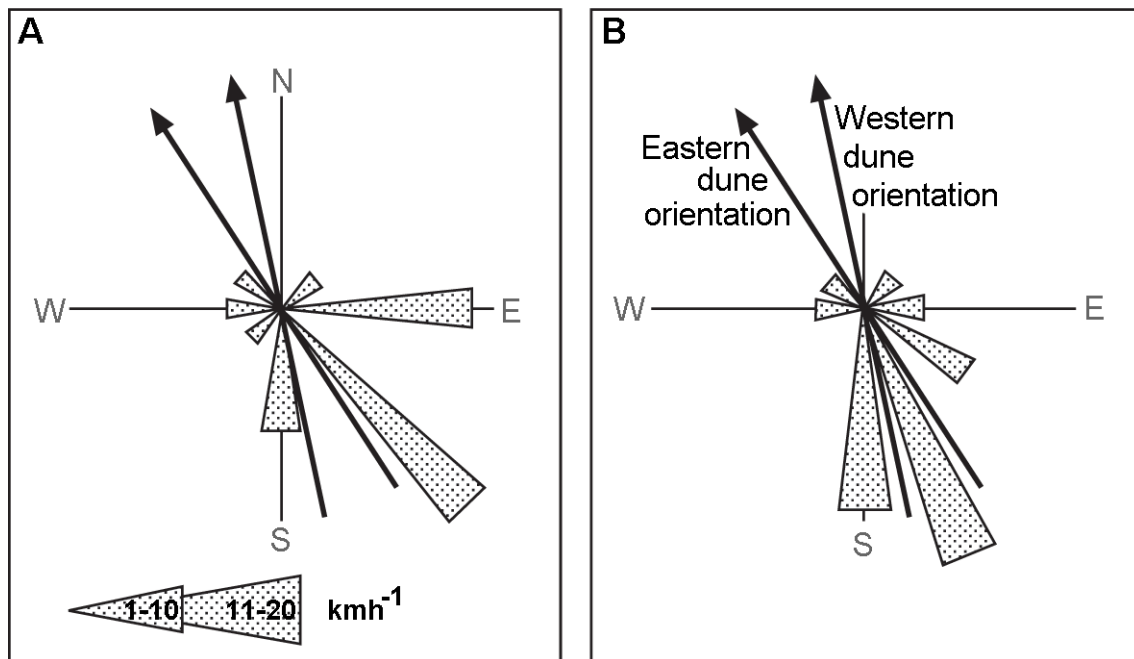 A
N
W
E
S
1-10 11-20 kmh⁻¹
B
Eastern
dune
orientation
Western
dune
orientation
W
E
S